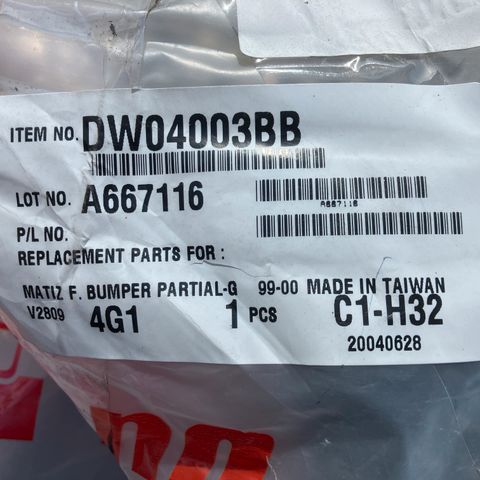 ITEM NO. DW04003BB
LOT NO. A667116
A667116
P/L NO.
REPLACEMENT PARTS FOR :
MATIZ F. BUMPER PARTIAL-G 99-00 MADE IN TAIWAN
V2809 4G1 1 PCS C1-H32
20040628